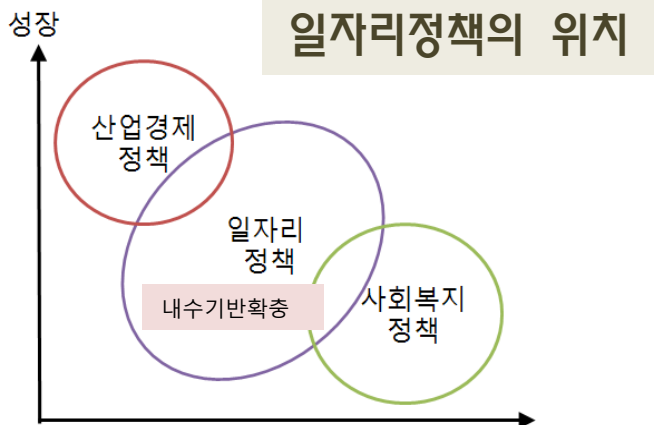 일자리정책의 위치
성장
산업경제
정책
일자리
정책
내수기반확충
사회복지
정책